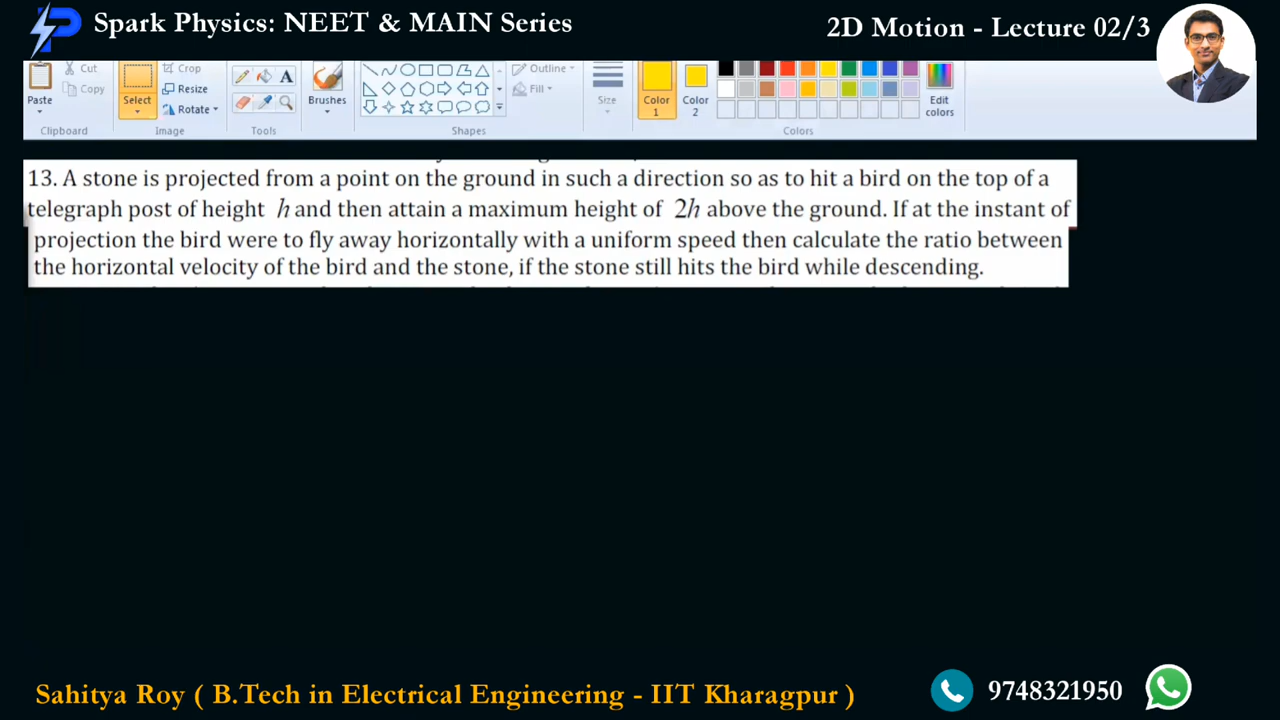 Spark Physics: NEET & MAIN Series
2D Motion - Lecture 02/3
Cut
Copy
Paste
Clipboard
Crop
Resize
Rotate
Select
Image
A
Tools
Brushes
Outline
Fill
Shapes
Size
Color 1
Color 2
Edit colors
Colors
13. A stone is projected from a point on the ground in such a direction so as to hit a bird on the top of a
telegraph post of height h and then attain a maximum height of 2h above the ground. If at the instant of
projection the bird were to fly away horizontally with a uniform speed then calculate the ratio between
the horizontal velocity of the bird and the stone, if the stone still hits the bird while descending.
Sahitya Roy ( B.Tech in Electrical Engineering - IIT Kharagpur )
9748321950